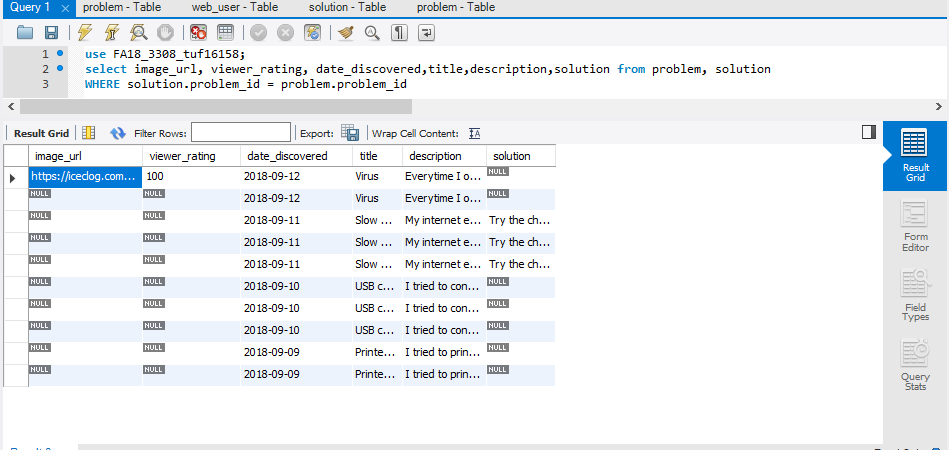 Query 1 × problem - Table web_user - Table solution - Table problem - Table
1 use FA18_3308_tuf16158;
2 select image_url, viewer_rating, date_discovered,title,description,solution from problem, solution
3 WHERE solution.problem_id = problem.problem_id
Result Grid Filter Rows: Export: Wrap Cell Content: IA
image_url viewer_rating date_discovered title description solution
https://icedog.com... 100 2018-09-12 Virus Everytime I o... NULL
NULL NULL 2018-09-12 Virus Everytime I o... NULL
NULL NULL 2018-09-11 Slow ... My internet e... Try the ch...
NULL NULL 2018-09-11 Slow ... My internet e... Try the ch...
NULL NULL 2018-09-11 Slow ... My internet e... Try the ch...
NULL NULL 2018-09-10 USB c... I tried to con... NULL
NULL NULL 2018-09-10 USB c... I tried to con... NULL
NULL NULL 2018-09-10 USB c... I tried to con... NULL
NULL NULL 2018-09-09 Printe... I tried to prin... NULL
NULL NULL 2018-09-09 Printe... I tried to prin... NULL
Result
Grid
Form
Editor
Field
Types
Query
Stats